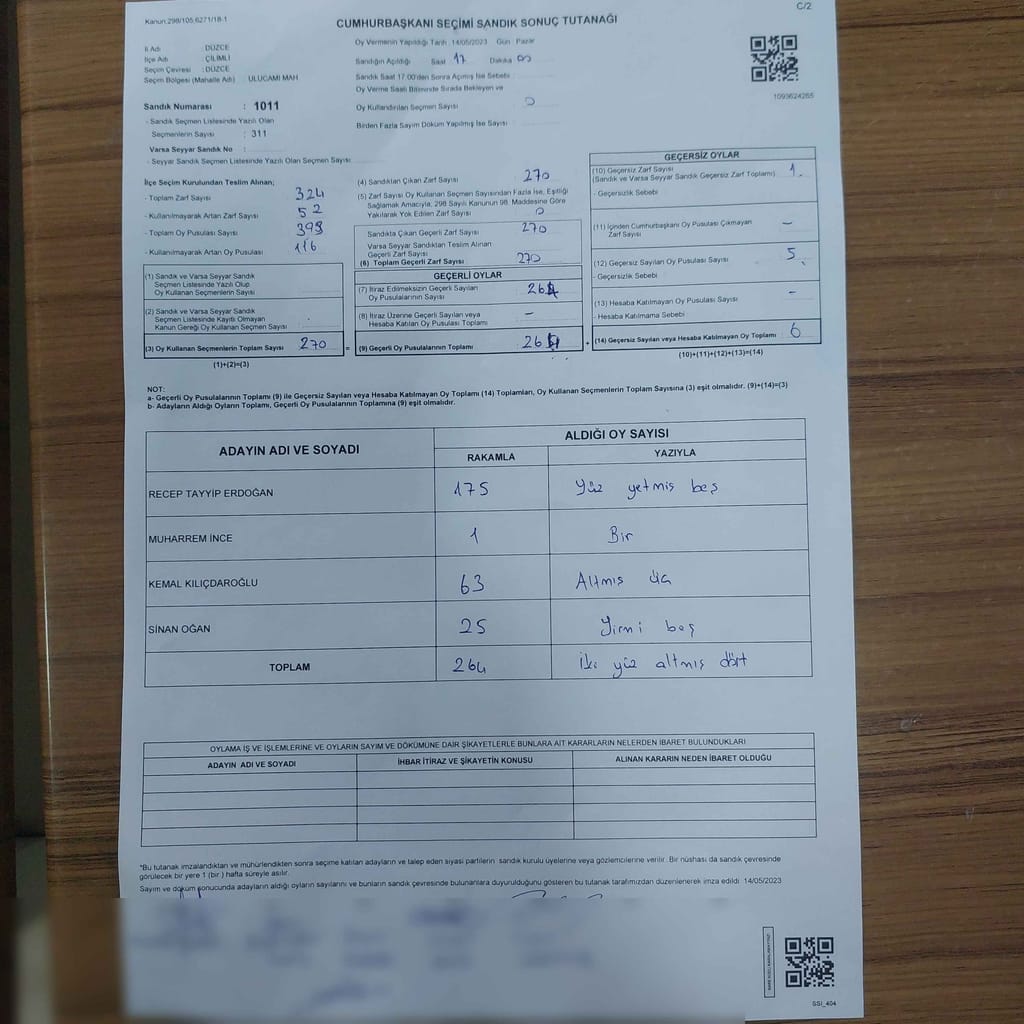 Kanun:298/105,6271/18-1
C/2
CUMHURBAŞKANI SEÇİMİ SANDIK SONUÇ TUTANAĞI
İli Adı : DÜZCE
İlçe Adı : ÇİLİMLİ
Seçim Çevresi : DÜZCE
Seçim Bölgesi (Mahalle Adı) : ULUCAMİ MAH
Sandık Numarası : 1011
- Sandık Seçmen Listesinde Yazılı Olan
Seçmenlerin Sayısı : 311
Varsa Seyyar Sandık No :
- Seyyar Sandık Seçmen Listesinde Yazılı Olan Seçmen Sayısı
Oy Vermenin Yapıldığı Tarih 14/05/2023 Gün Pazar
Sandığın Açıldığı Saat 17 Dakika 00
Sandık Saat 17.00'den Sonra Açılmış İse Sebebi
Oy Verme Saati Bitiminde Sırada Bekleyen ve
Oy Kullandırılan Seçmen Sayısı : 0
Birden Fazla Sayım Döküm Yapılmış İse Sayısı
1093624265
İlçe Seçim Kurulundan Teslim Alınan;
- Toplam Zarf Sayısı 324
- Kullanılmayarak Artan Zarf Sayısı 52
- Toplam Oy Pusulası Sayısı
- Kullanılmayarak Artan Oy Pusulası 116
(1) Sandık ve Varsa Seyyar Sandık
Seçmen Listesinde Yazılı Olup
Oy Kullanan Seçmenlerin Sayısı
(2) Sandık ve Varsa Seyyar Sandık
Seçmen Listesinde Kayıtlı Olmayan
Kanun Gereği Oy Kullanan Seçmen Sayısı
(3) Oy Kullanan Seçmenlerin Toplam Sayısı 270
(1)+(2)=(3)
(4) Sandıktan Çıkan Zarf Sayısı 270
(5) Zarf Sayısı Oy Kullanan Seçmen Sayısından Fazla İse, Eşitliği
Sağlamak Amacıyla, 298 Sayılı Kanunun 98. Maddesine Göre
Yakılarak Yok Edilen Zarf Sayısı 0
Sandıkta Çıkan Geçerli Zarf Sayısı 270
Varsa Seyyar Sandıktan Teslim Alınan
Geçerli Zarf Sayısı
(6) Toplam Geçerli Zarf Sayısı 270
GEÇERLİ OYLAR
(7) İtiraz Edilmeksizin Geçerli Sayılan
Oy Pusulalarının Sayısı 264
(8) İtiraz Üzerine Geçerli Sayılan veya
Hesaba Katılan Oy Pusulası Toplamı -
= (9) Geçerli Oy Pusulalarının Toplamı 264
GEÇERSİZ OYLAR
(10) Geçersiz Zarf Sayısı 1
(Sandık ve Varsa Seyyar Sandık Geçersiz Zarf Toplamı)
- Geçersizlik Sebebi
(11) İçinden Cumhurbaşkanı Oy Pusulası Çıkmayan -
Zarf Sayısı
(12) Geçersiz Sayılan Oy Pusulası Sayısı 5
- Geçersizlik Sebebi
(13) Hesaba Katılmayan Oy Pusulası Sayısı -
- Hesaba Katılmama Sebebi
+ (14) Geçersiz Sayılan veya Hesaba Katılmayan Oy Toplamı 6
(10)+(11)+(12)+(13)=(14)
NOT:
a- Geçerli Oy Pusulalarının Toplamı (9) ile Geçersiz Sayılan veya Hesaba Katılmayan Oy Toplamı (14) Toplamları, Oy Kullanan Seçmenlerin Toplam Sayısına (3) eşit olmalıdır. (9)+(14)=(3)
b- Adayların Aldığı Oyların Toplamı, Geçerli Oy Pusulalarının Toplamına (9) eşit olmalıdır.
ADAYIN ADI VE SOYADI
ALDIĞI OY SAYISI
RAKAMLA YAZIYLA
RECEP TAYYİP ERDOĞAN 175 Yüz yetmiş beş
MUHARREM İNCE 1 Bir
KEMAL KILIÇDAROĞLU 63 Altmış üç
SİNAN OĞAN 25 Yirmi beş
TOPLAM 264 iki yüz altmış dört
OYLAMA İŞ VE İŞLEMLERİNE VE OYLARIN SAYIM VE DÖKÜMÜNE DAİR ŞİKAYETLERLE BUNLARA AİT KARARLARIN NELERDEN İBARET BULUNDUKLARI
ADAYIN ADI VE SOYADI İHBAR İTİRAZ VE ŞİKAYETİN KONUSU ALINAN KARARIN NEDEN İBARET OLDUĞU
*Bu tutanak imzalandıktan ve mühürlendikten sonra seçime katılan adayların ve talep eden siyasi partilerin sandık kurulu üyelerine veya gözlemcilerine verilir. Bir nüshası da sandık çevresinde
görülecek bir yere 1 (bir) hafta süreyle asılır.
Sayım ve döküm sonucunda adayların aldığı oyların sayılarını ve bunların sandık çevresinde bulunanlara duyurulduğunu gösteren bu tutanak tarafımızdan düzenlenerek imza edildi 14/05/2023
SSI_404